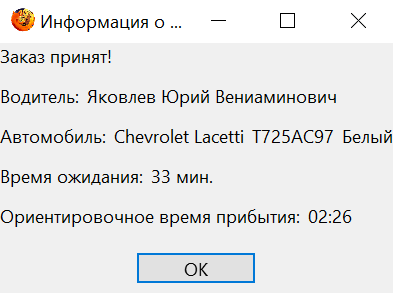 Информация о ...
Заказ принят!
Водитель: Яковлев Юрий Вениаминович
Автомобиль: Chevrolet Lacetti T725AC97 Белый
Время ожидания: 33 мин.
Ориентировочное время прибытия: 02:26
OK